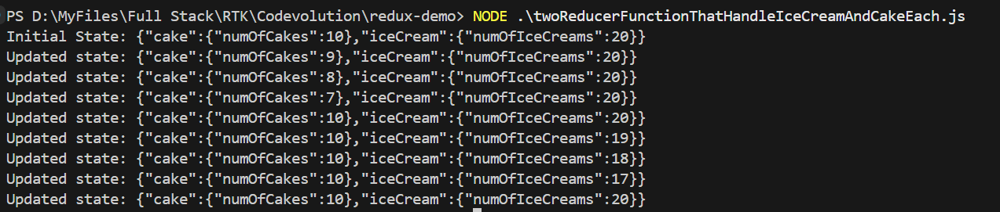 PS D:\MyFiles\Full Stack\RTK\Codevolution\redux-demo> NODE .\twoReducerFunctionThatHandleIceCreamAndCakeEach.js
Initial State: {"cake":{"numOfCakes":10},"iceCream":{"numOfIceCreams":20}}
Updated state: {"cake":{"numOfCakes":9},"iceCream":{"numOfIceCreams":20}}
Updated state: {"cake":{"numOfCakes":8},"iceCream":{"numOfIceCreams":20}}
Updated state: {"cake":{"numOfCakes":7},"iceCream":{"numOfIceCreams":20}}
Updated state: {"cake":{"numOfCakes":10},"iceCream":{"numOfIceCreams":20}}
Updated state: {"cake":{"numOfCakes":10},"iceCream":{"numOfIceCreams":19}}
Updated state: {"cake":{"numOfCakes":10},"iceCream":{"numOfIceCreams":18}}
Updated state: {"cake":{"numOfCakes":10},"iceCream":{"numOfIceCreams":17}}
Updated state: {"cake":{"numOfCakes":10},"iceCream":{"numOfIceCreams":20}}